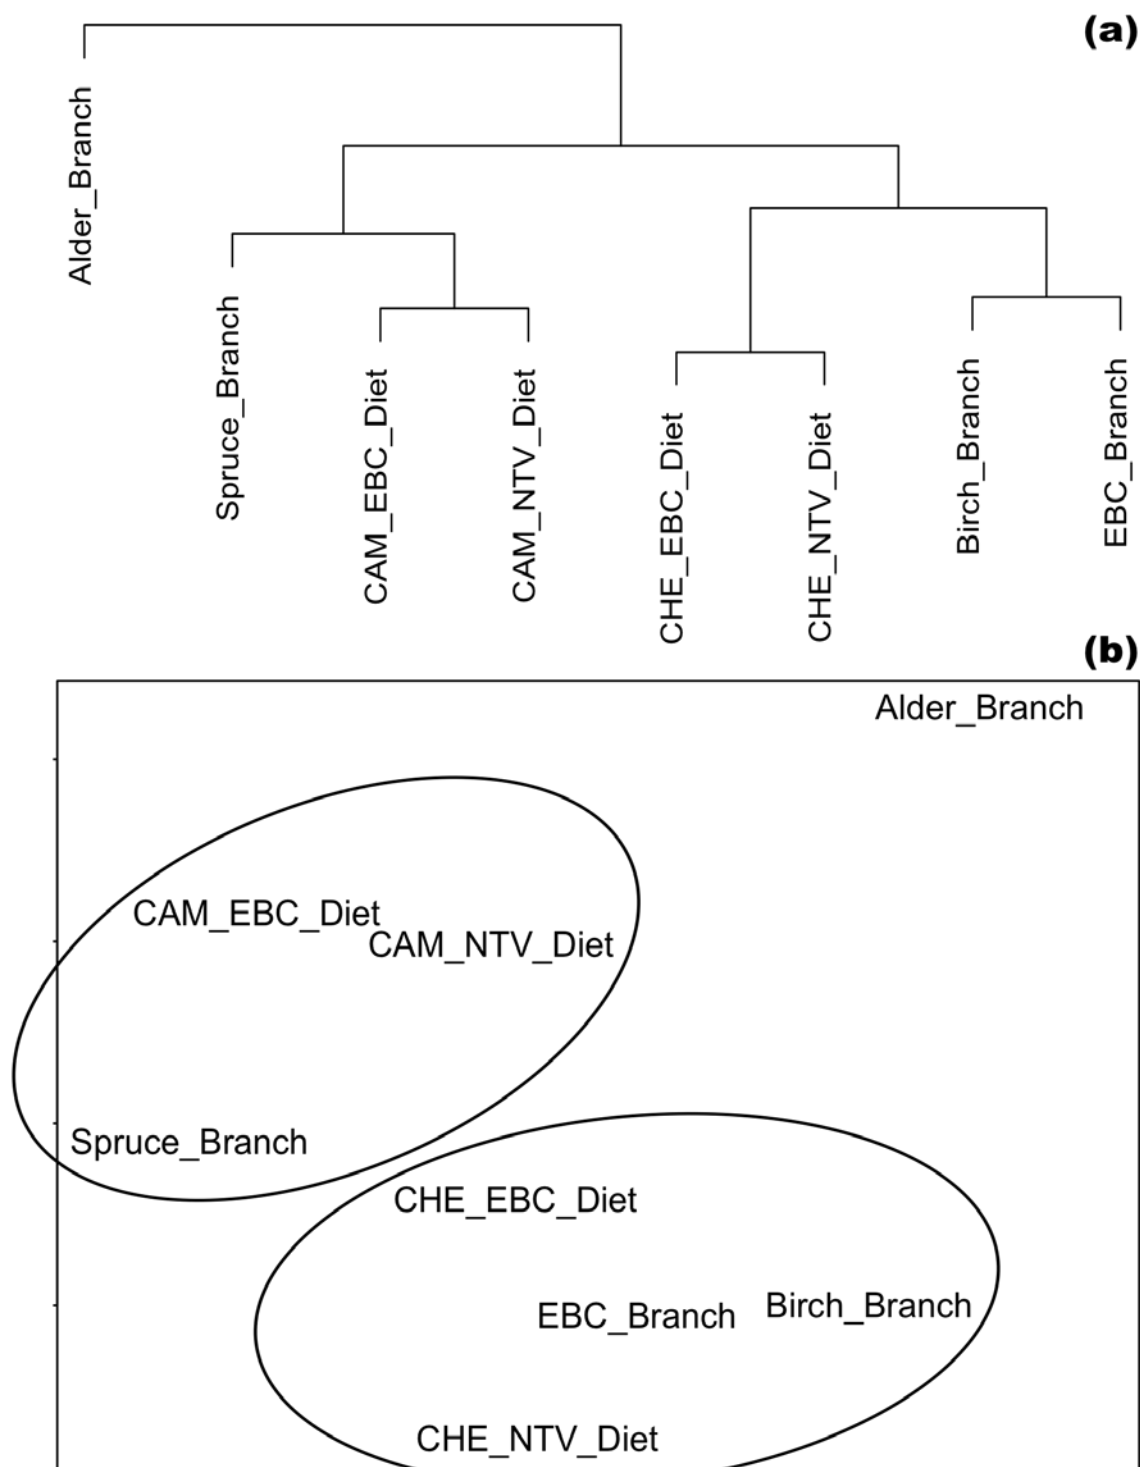 (a)
Alder_Branch
Spruce_Branch
CAM_EBC_Diet
CAM_NTV_Diet
CHE_EBC_Diet
CHE_NTV_Diet
Birch_Branch
EBC_Branch
(b)
Alder_Branch
CAM_EBC_Diet
CAM_NTV_Diet
Spruce_Branch
CHE_EBC_Diet
EBC_Branch
Birch_Branch
CHE_NTV_Diet